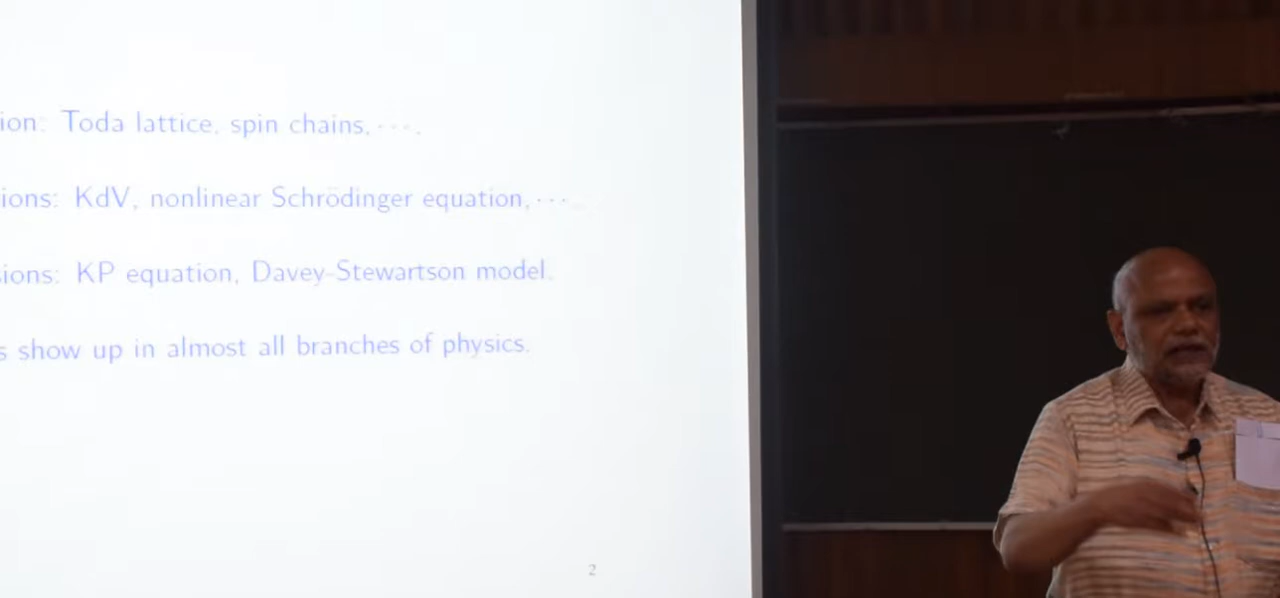 ion: Toda lattice, spin chains, ··· .
ions: KdV, nonlinear Schrödinger equation, ··· .
sions: KP equation, Davey-Stewartson model.
s show up in almost all branches of physics.
2